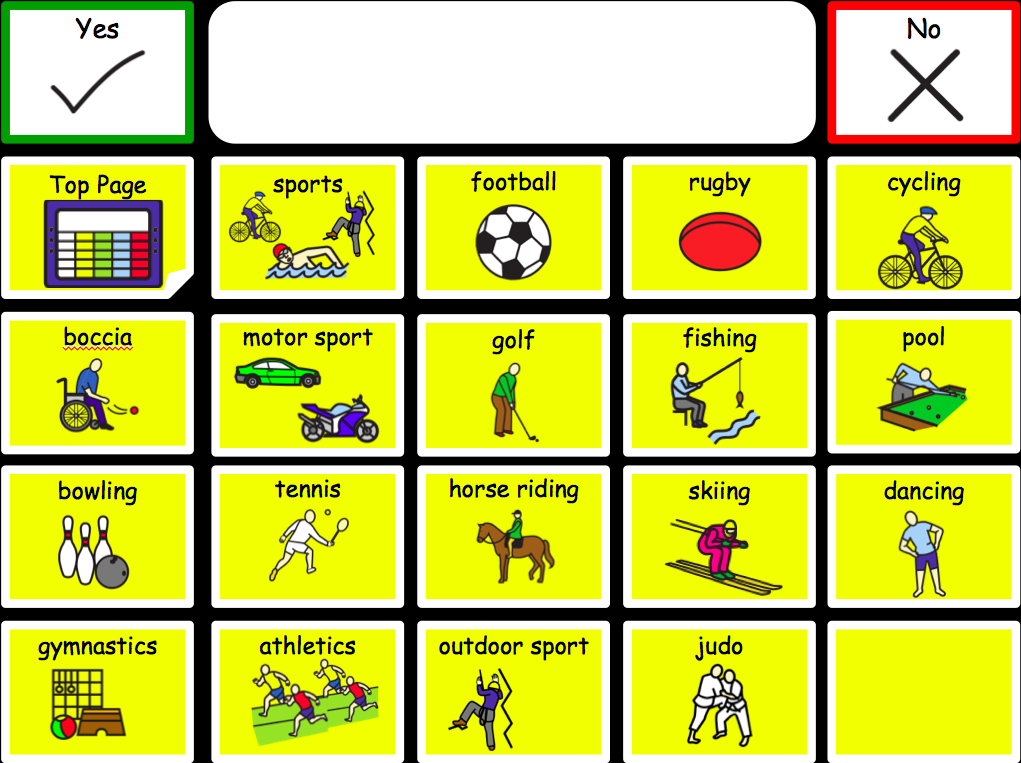 Yes
No
Top Page
sports
football
rugby
cycling
boccia
motor sport
golf
fishing
pool
bowling
tennis
horse riding
skiing
dancing
gymnastics
athletics
outdoor sport
judo